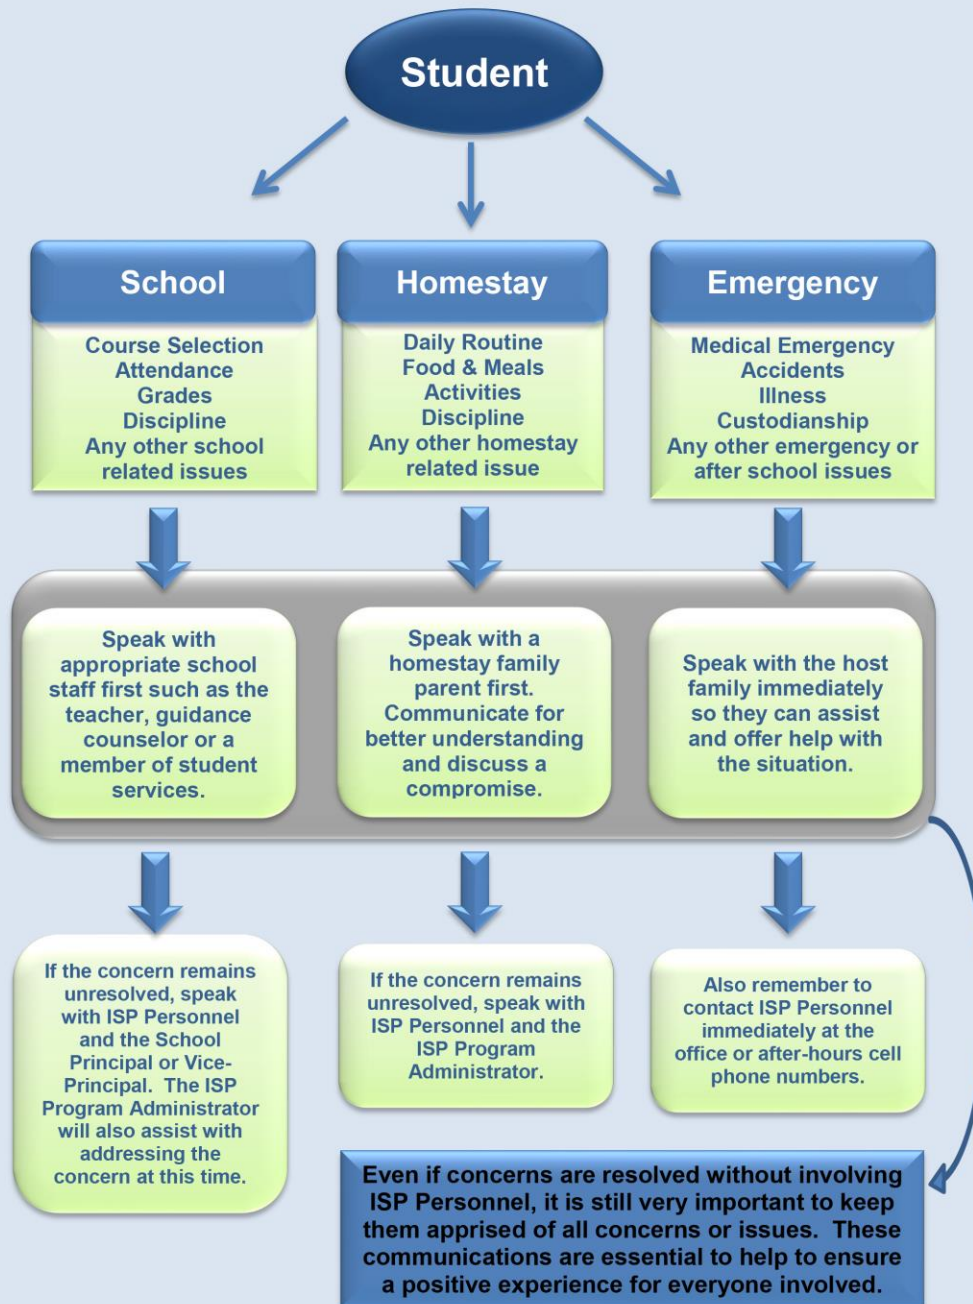 Student
School
Course Selection
Attendance
Grades
Discipline
Any other school
related issues
Homestay
Daily Routine
Food & Meals
Activities
Discipline
Any other homestay
related issue
Emergency
Medical Emergency
Accidents
Illness
Custodianship
Any other emergency or
after school issues
Speak with
appropriate school
staff first such as the
teacher, guidance
counselor or a
member of student
services.
Speak with a
homestay family
parent first.
Communicate for
better understanding
and discuss a
compromise.
Speak with the host
family immediately
so they can assist
and offer help with
the situation.
If the concern remains
unresolved, speak
with ISP Personnel
and the School
Principal or Vice-
Principal. The ISP
Program Administrator
will also assist with
addressing the
concern at this time.
If the concern remains
unresolved, speak with
ISP Personnel and the
ISP Program
Administrator.
Also remember to
contact ISP Personnel
immediately at the
office or after-hours cell
phone numbers.
Even if concerns are resolved without involving
ISP Personnel, it is still very important to keep
them apprised of all concerns or issues. These
communications are essential to help to ensure
a positive experience for everyone involved.